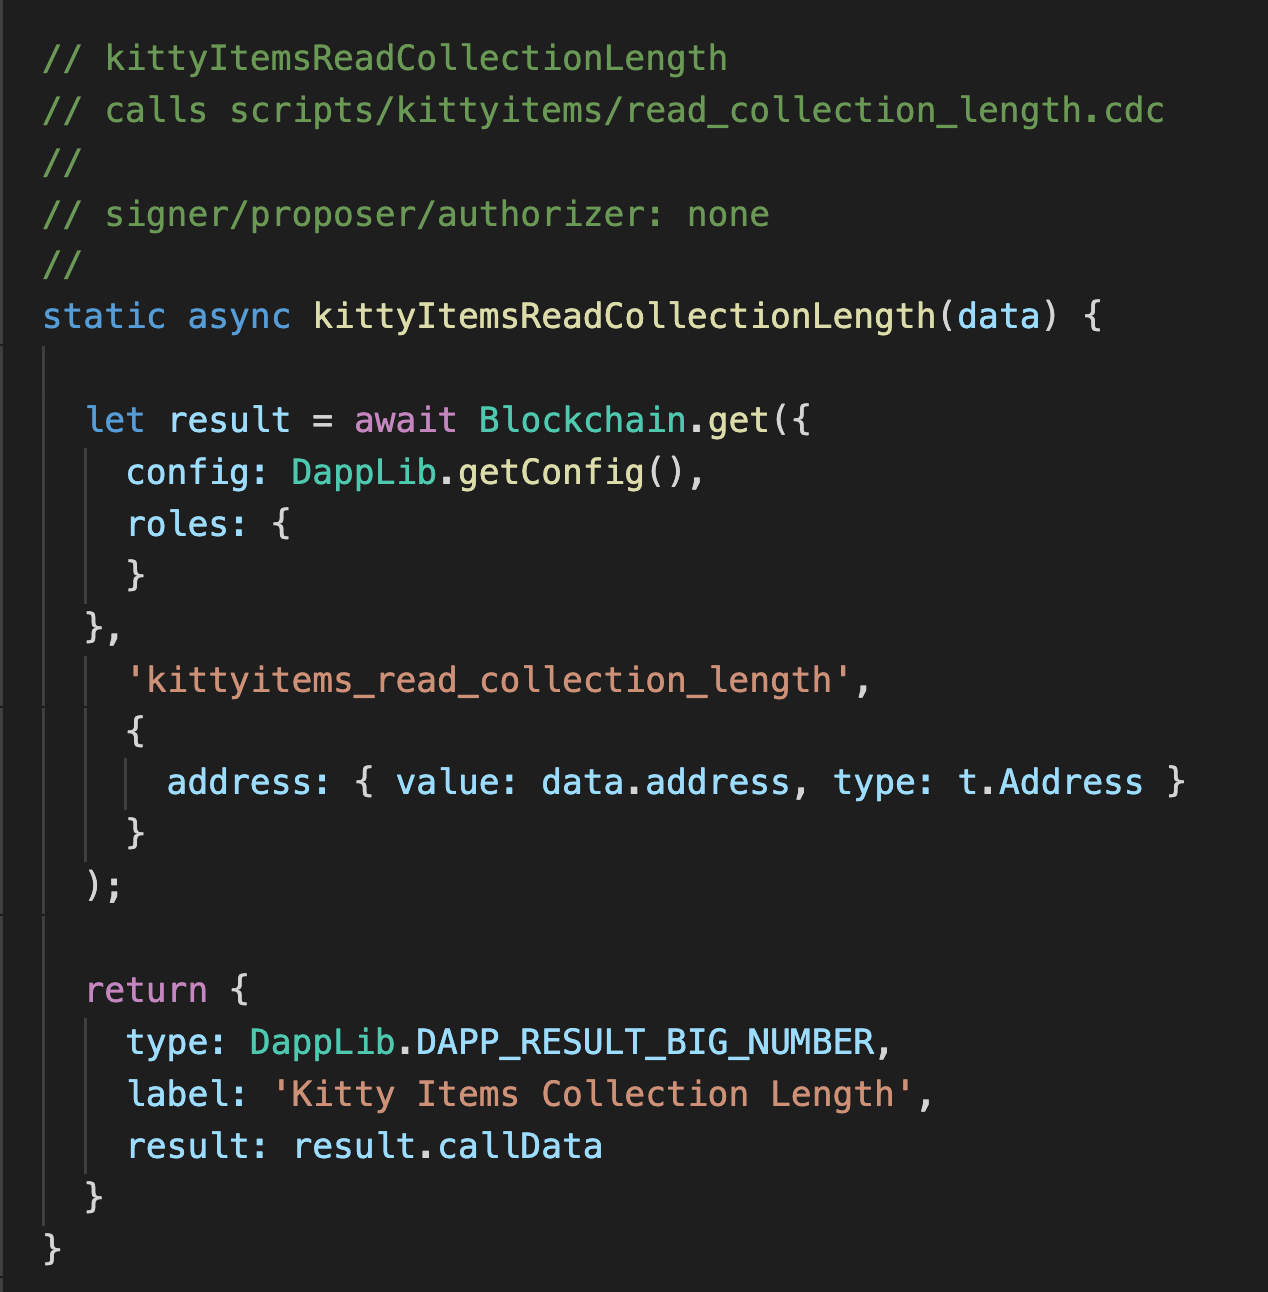 // kittyItemsReadCollectionLength
// calls scripts/kittyitems/read_collection_length.cdc
//
// signer/proposer/authorizer: none
//
static async kittyItemsReadCollectionLength(data) {
let result = await Blockchain.get({
config: DappLib.getConfig(),
roles: {
}
},
'kittyitems_read_collection_length',
{
address: { value: data.address, type: t.Address }
}
);
return {
type: DappLib.DAPP_RESULT_BIG_NUMBER,
label: 'Kitty Items Collection Length',
result: result.callData
}
}